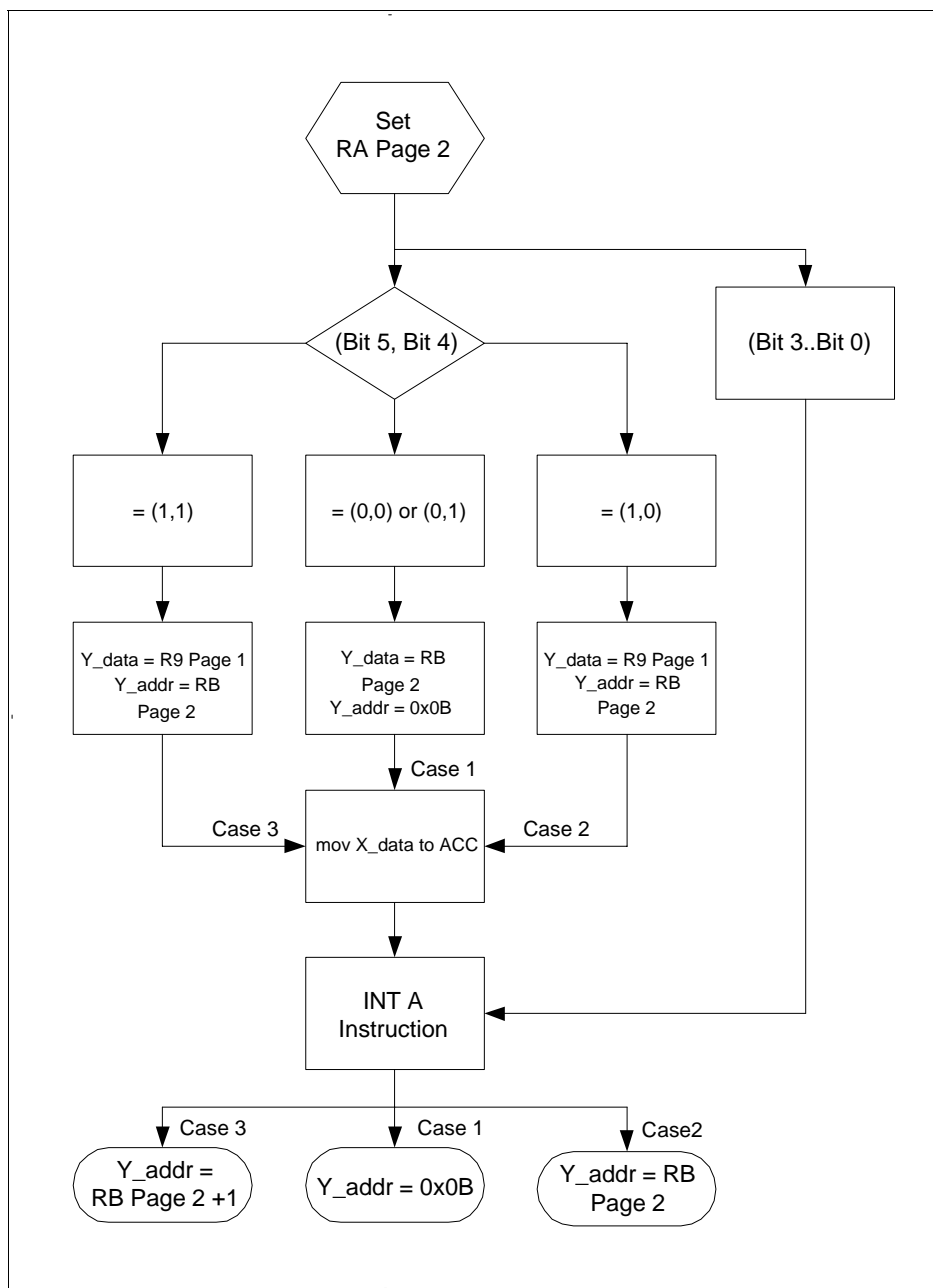 Set
RA Page 2
(Bit 5, Bit 4)
(Bit 3..Bit 0)
= (1,1)
= (0,0) or (0,1)
= (1,0)
Y_data = R9 Page 1
Y_addr = RB
Page 2
Y_data = RB
Page 2
Y_addr = 0x0B
Y_data = R9 Page 1
Y_addr = RB
Page 2
Case 1
Case 3
Case 2
mov X_data to ACC
INT A
Instruction
Case 3
Case 1
Case2
Y_addr =
RB Page 2 +1
Y_addr = 0x0B
Y_addr = RB
Page 2